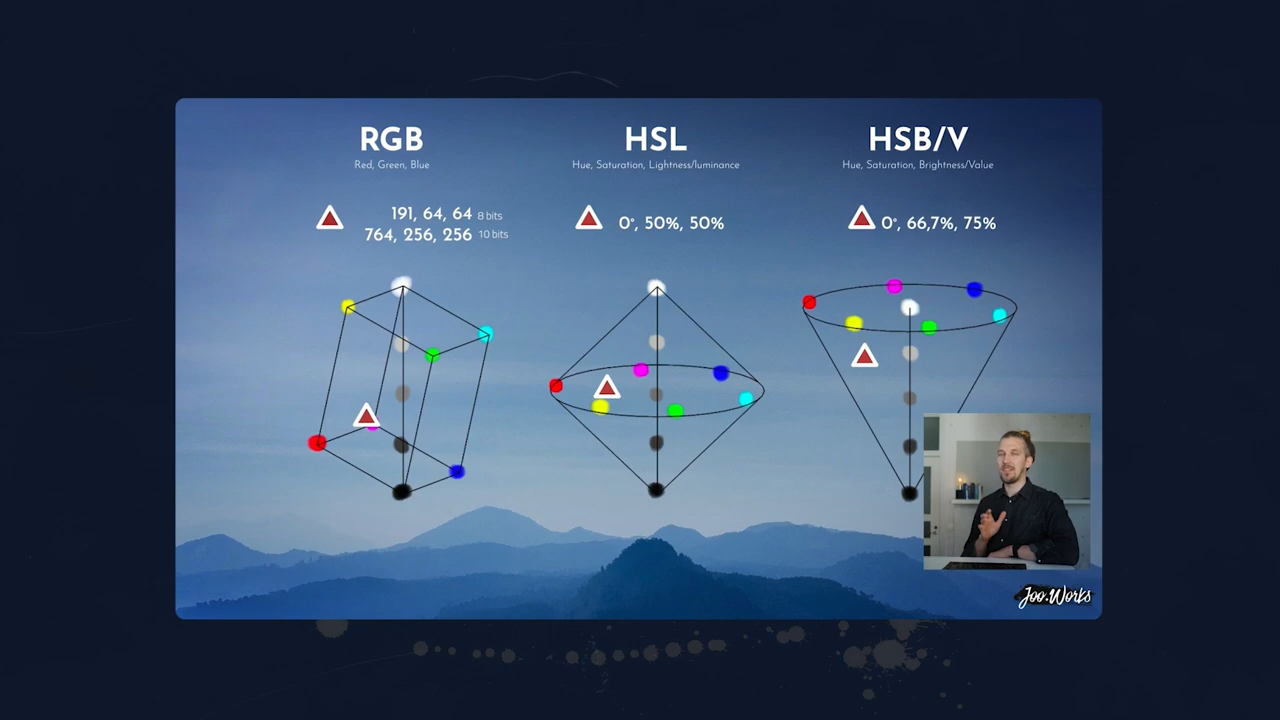 RGB
Red, Green, Blue
191, 64, 64 8 bits
764, 256, 256 10 bits
HSL
Hue, Saturation, Lightness/luminance
0°, 50%, 50%
HSB/V
Hue, Saturation, Brightness/Value
0°, 66,7%, 75%
Joo.Works